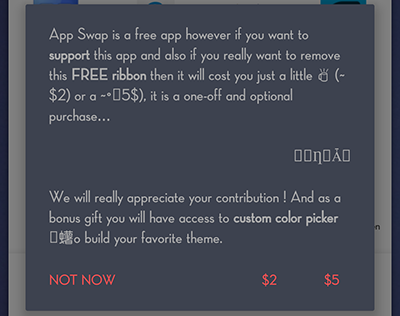 App Swap is a free app however if you want to
support this app and also if you really want to remove
this FREE ribbon then it will cost you just a little (~
$2) or a 5$), it is a one-off and optional
purchase...
We will really appreciate your contribution ! And as a
bonus gift you will have access to custom color picker
build your favorite theme.
NOT NOW $2 $5